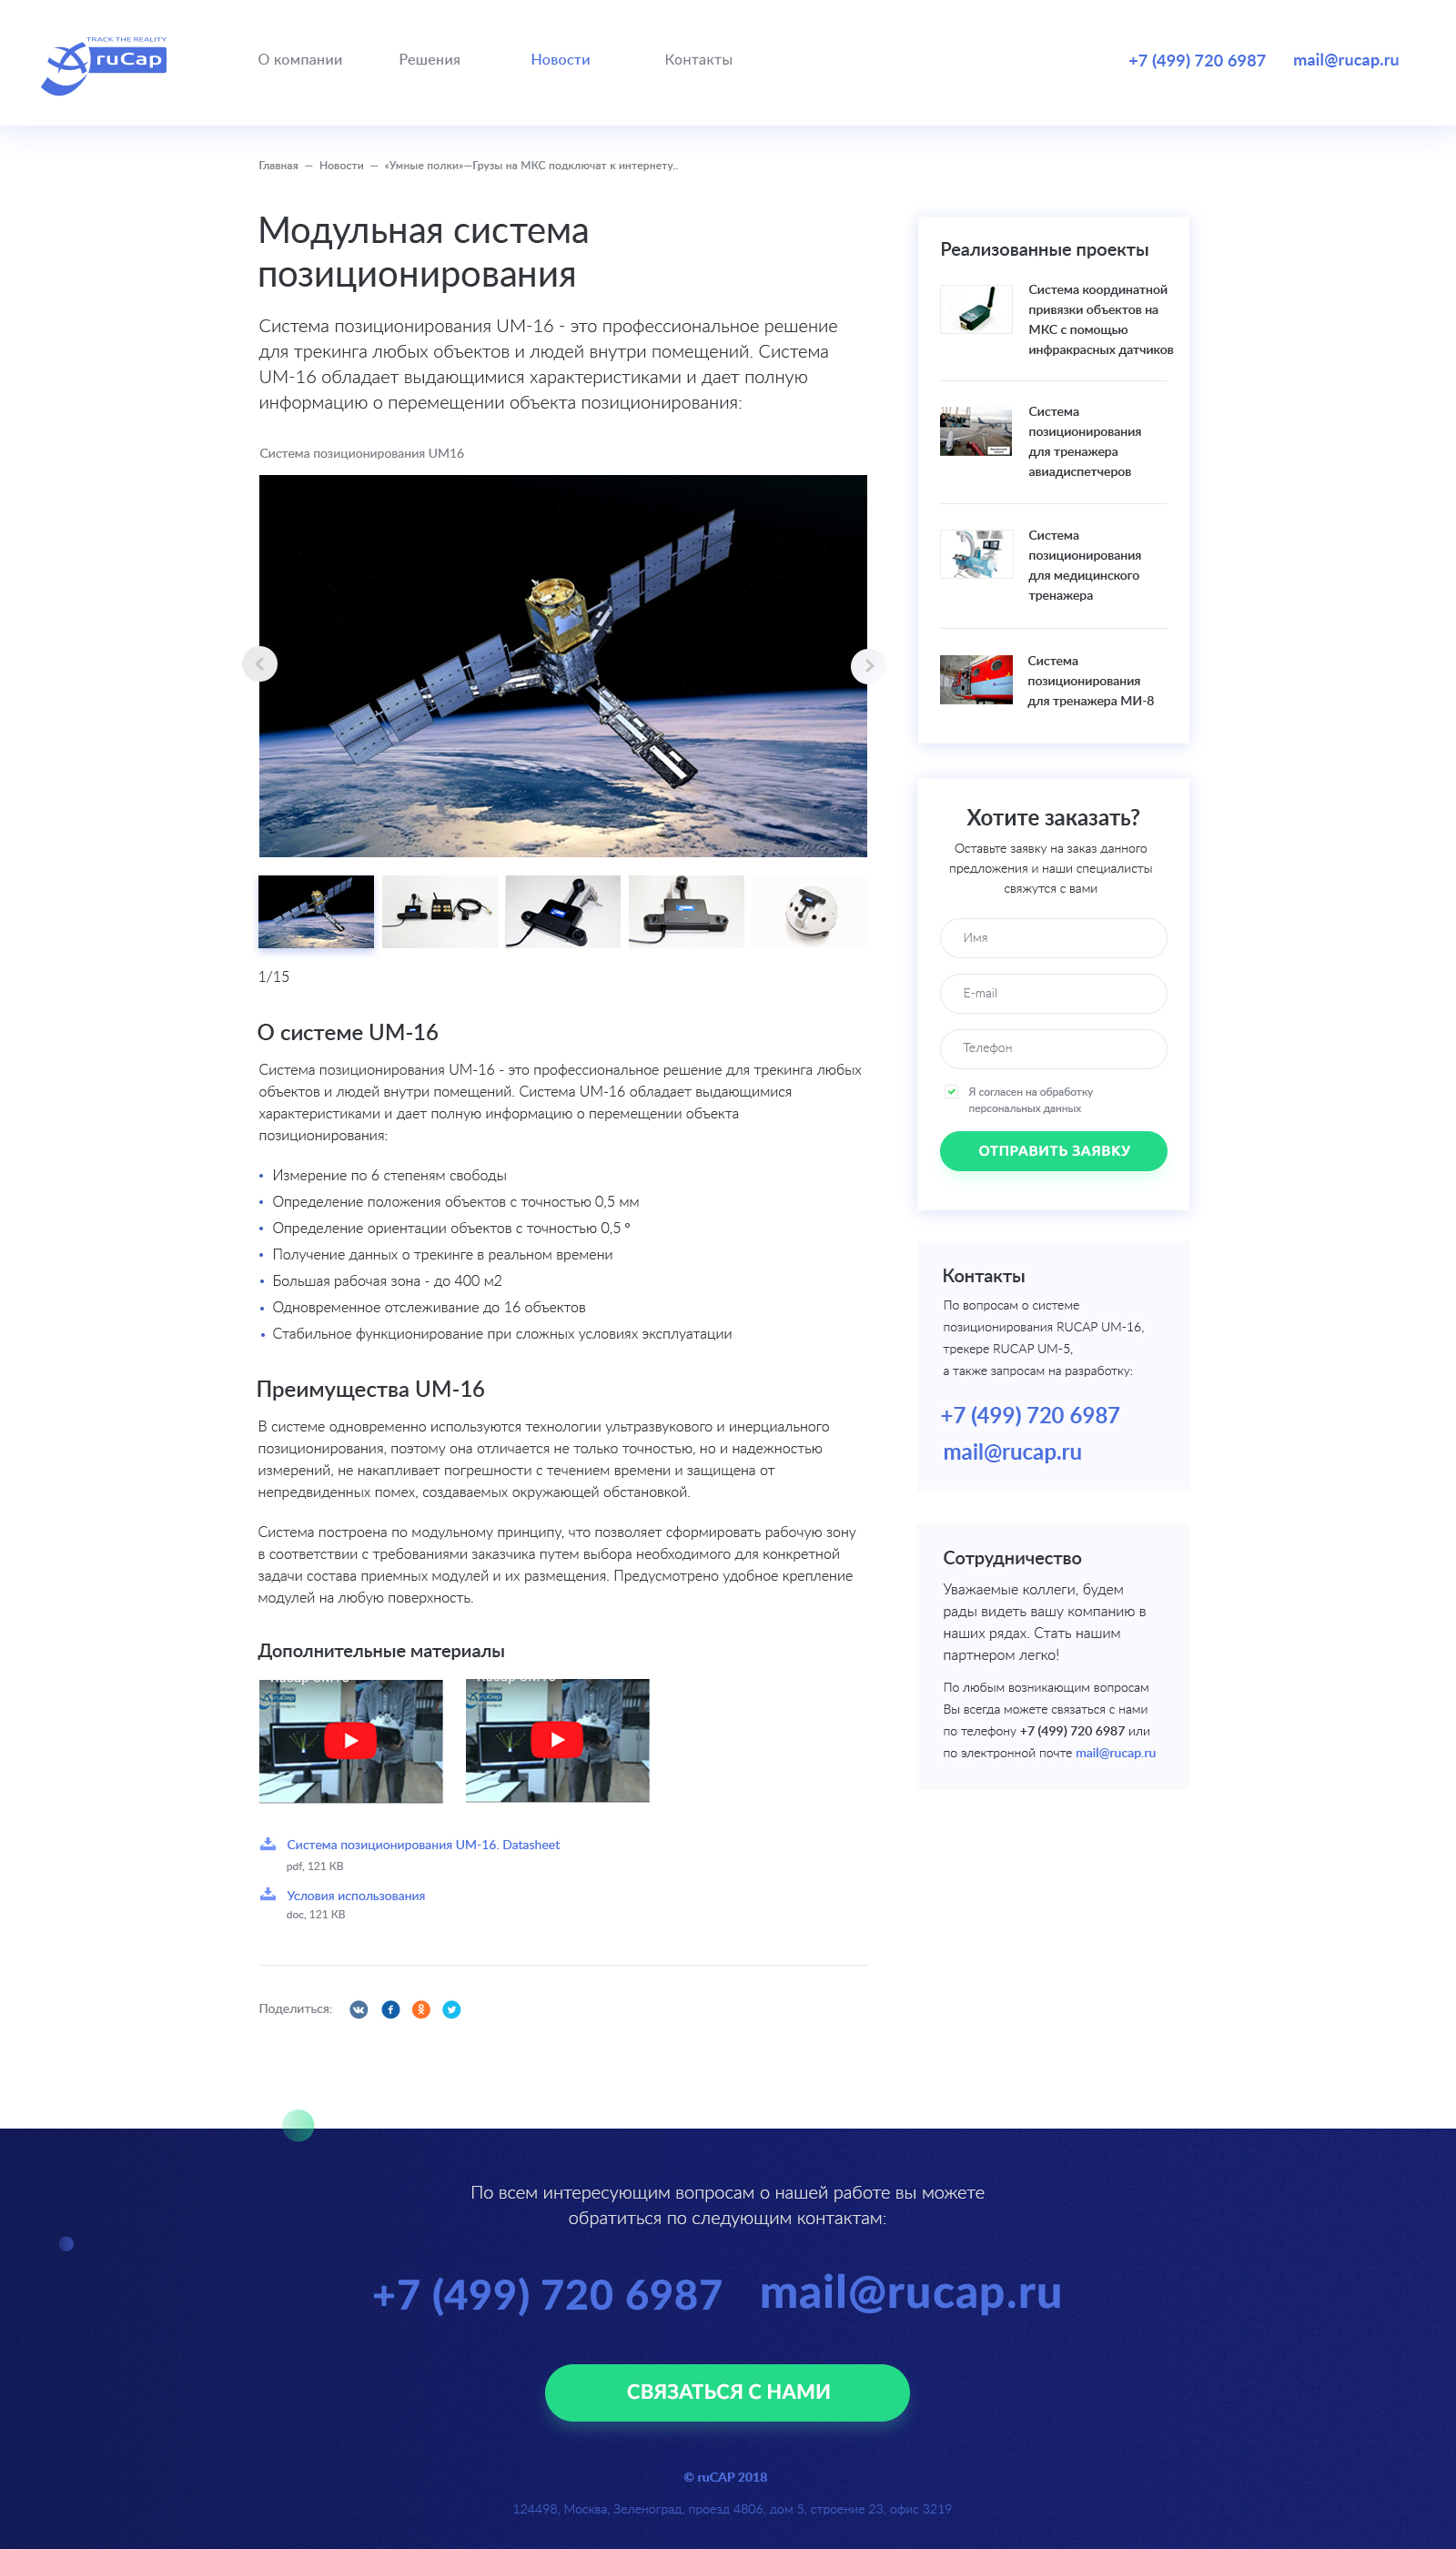 TRACK THE REALITY
ruCap
О компании
Решения
Новости
Контакты
+7 (499) 720 6987
mail@rucap.ru
Главная — Новости — «Умные полки»—Грузы на МКС подключат к интернету..
Модульная система
позиционирования
Система позиционирования UM-16 - это профессиональное решение
для трекинга любых объектов и людей внутри помещений. Система
UM-16 обладает выдающимися характеристиками и дает полную
информацию о перемещении объекта позиционирования:
Система позиционирования UM16
1/15
О системе UM-16
Система позиционирования UM-16 - это профессиональное решение для трекинга любых
объектов и людей внутри помещений. Система UM-16 обладает выдающимися
характеристиками и дает полную информацию о перемещении объекта
позиционирования:
• Измерение по 6 степеням свободы
• Определение положения объектов с точностью 0,5 мм
• Определение ориентации объектов с точностью 0,5 °
• Получение данных о трекинге в реальном времени
• Большая рабочая зона - до 400 м2
• Одновременное отслеживание до 16 объектов
• Стабильное функционирование при сложных условиях эксплуатации
Преимущества UM-16
В системе одновременно используются технологии ультразвукового и инерциального
позиционирования, поэтому она отличается не только точностью, но и надежностью
измерений, не накапливает погрешности с течением времени и защищена от
непредвиденных помех, создаваемых окружающей обстановкой.
Система построена по модульному принципу, что позволяет сформировать рабочую зону
в соответствии с требованиями заказчика путем выбора необходимого для конкретной
задачи состава приемных модулей и их размещения. Предусмотрено удобное крепление
модулей на любую поверхность.
Дополнительные материалы
ruCap
ruCap
Система позиционирования UM-16. Datasheet
pdf, 121 KB
Условия использования
doc, 121 KB
Поделиться:
Реализованные проекты
Система координатной
привязки объектов на
МКС с помощью
инфракрасных датчиков
Система
позиционирования
для тренажера
авиадиспетчеров
Система
позиционирования
для медицинского
тренажера
Система
позиционирования
для тренажера МИ-8
Хотите заказать?
Оставьте заявку на заказ данного
предложения и наши специалисты
свяжутся с вами
Имя
E-mail
Телефон
Я согласен на обработку
персональных данных
ОТПРАВИТЬ ЗАЯВКУ
Контакты
По вопросам о системе
позиционирования RUCAP UM-16,
трекере RUCAP UM-5,
а также запросам на разработку:
+7 (499) 720 6987
mail@rucap.ru
Сотрудничество
Уважаемые коллеги, будем
рады видеть вашу компанию в
наших рядах. Стать нашим
партнером легко!
По любым возникающим вопросам
Вы всегда можете связаться с нами
по телефону +7 (499) 720 6987 или
по электронной почте mail@rucap.ru
По всем интересующим вопросам о нашей работе вы можете
обратиться по следующим контактам:
+7 (499) 720 6987
mail@rucap.ru
СВЯЗАТЬСЯ С НАМИ
© ruCAP 2018
124498, Москва, Зеленоград, проезд 4806, дом 5, строение 23, офис 3219